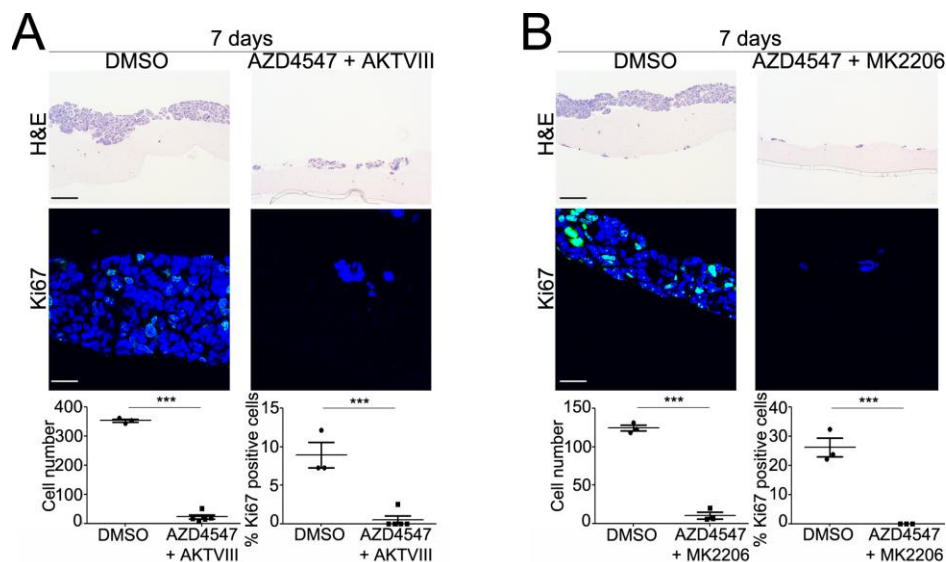 A
7 days
DMSO
AZD4547 + AKTVIII
H&E
Ki67
Cell number
400
300
200
100
0
***
DMSO
AZD4547
+ AKTVIII
% Ki67 positive cells
15
10
5
0
***
DMSO
AZD4547
+ AKTVIII
B
7 days
DMSO
AZD4547 + MK2206
H&E
Ki67
Cell number
150
100
50
0
***
DMSO
AZD4547
+ MK2206
% Ki67 positive cells
40
30
20
10
0
***
DMSO
AZD4547
+ MK2206